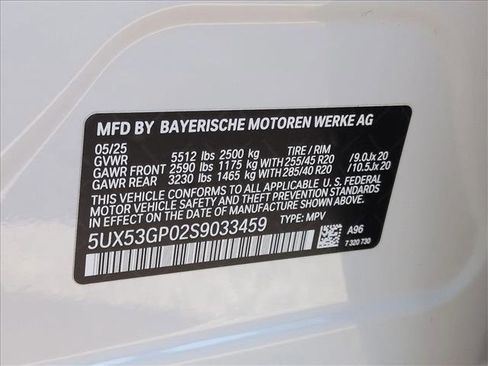 MFD BY BAYERISCHE MOTOREN WERKE AG
05/25 TIRE / RIM
GVWR 5512 lbs 2500 kg
GAWR FRONT 2590 lbs 1175 kg WITH 255/45 R20 /9.0Jx 20
GAWR REAR 3230 lbs 1465 kg WITH 285/40 R20 /10.5Jx 20
THIS VEHICLE CONFORMS TO ALL APPLICABLE U.S. FEDERAL
MOTOR VEHICLE SAFETY, BUMPER, AND THEFT PREVENTION STANDARDS
IN EFFECT ON THE DATE OF MANUFACTURE SHOWN ABOVE.
5UX53GP02S9033459 TYPE: MPV
A96
7 320 730